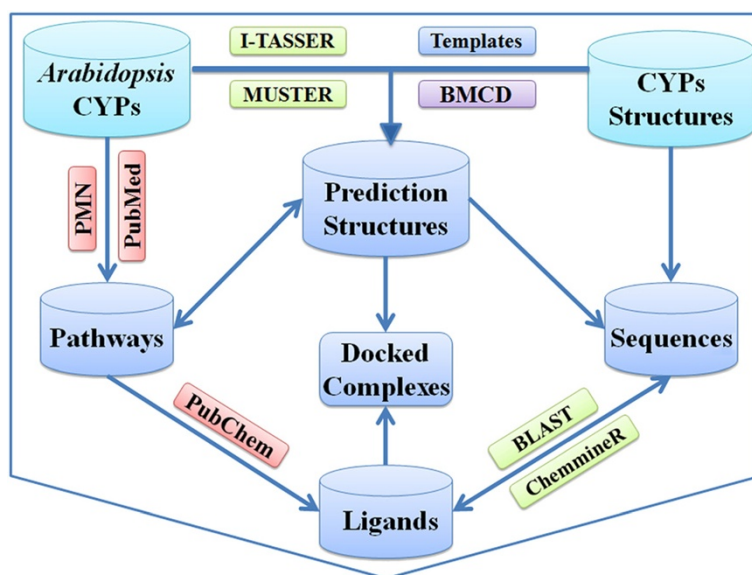 I-TASSER
Templates
Arabidopsis
CYPs
MUSTER
BMCD
CYPs
Structures
PMN
PubMed
Prediction
Structures
Pathways
Docked
Complexes
Sequences
PubChem
BLAST
ChemmineR
Ligands